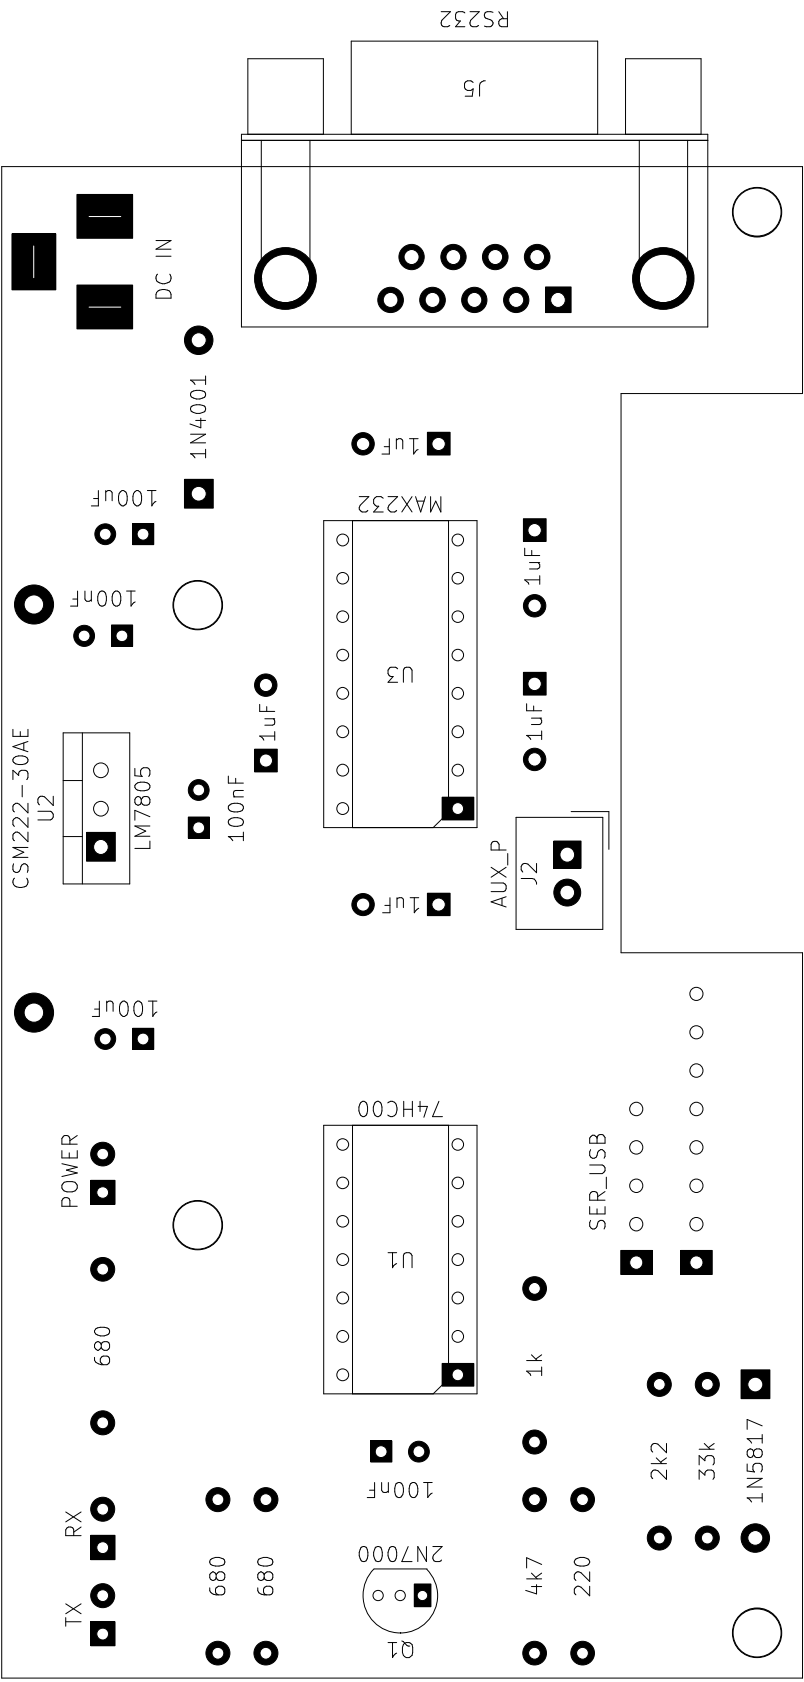 RS232
J5
DC IN
1N4001
1uF
100uF
MAX232
1uF
100nF
U3
1uF
1uF
CSM222-30AE
U2
LM7805
100nF
AUX_P
J2
1uF
100uF
74HC00
POWER
SER_USB
U1
680
1k
2k2
33k
1N5817
100nF
RX
2N7000
680
680
4k7
220
TX
Q1